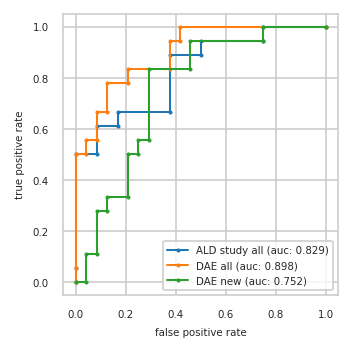 1.0
0.8
0.6
0.4
0.2
0.0
true positive rate
ALD study all (auc: 0.829)
DAE all (auc: 0.898)
DAE new (auc: 0.752)
0.0 0.2 0.4 0.6 0.8 1.0
false positive rate